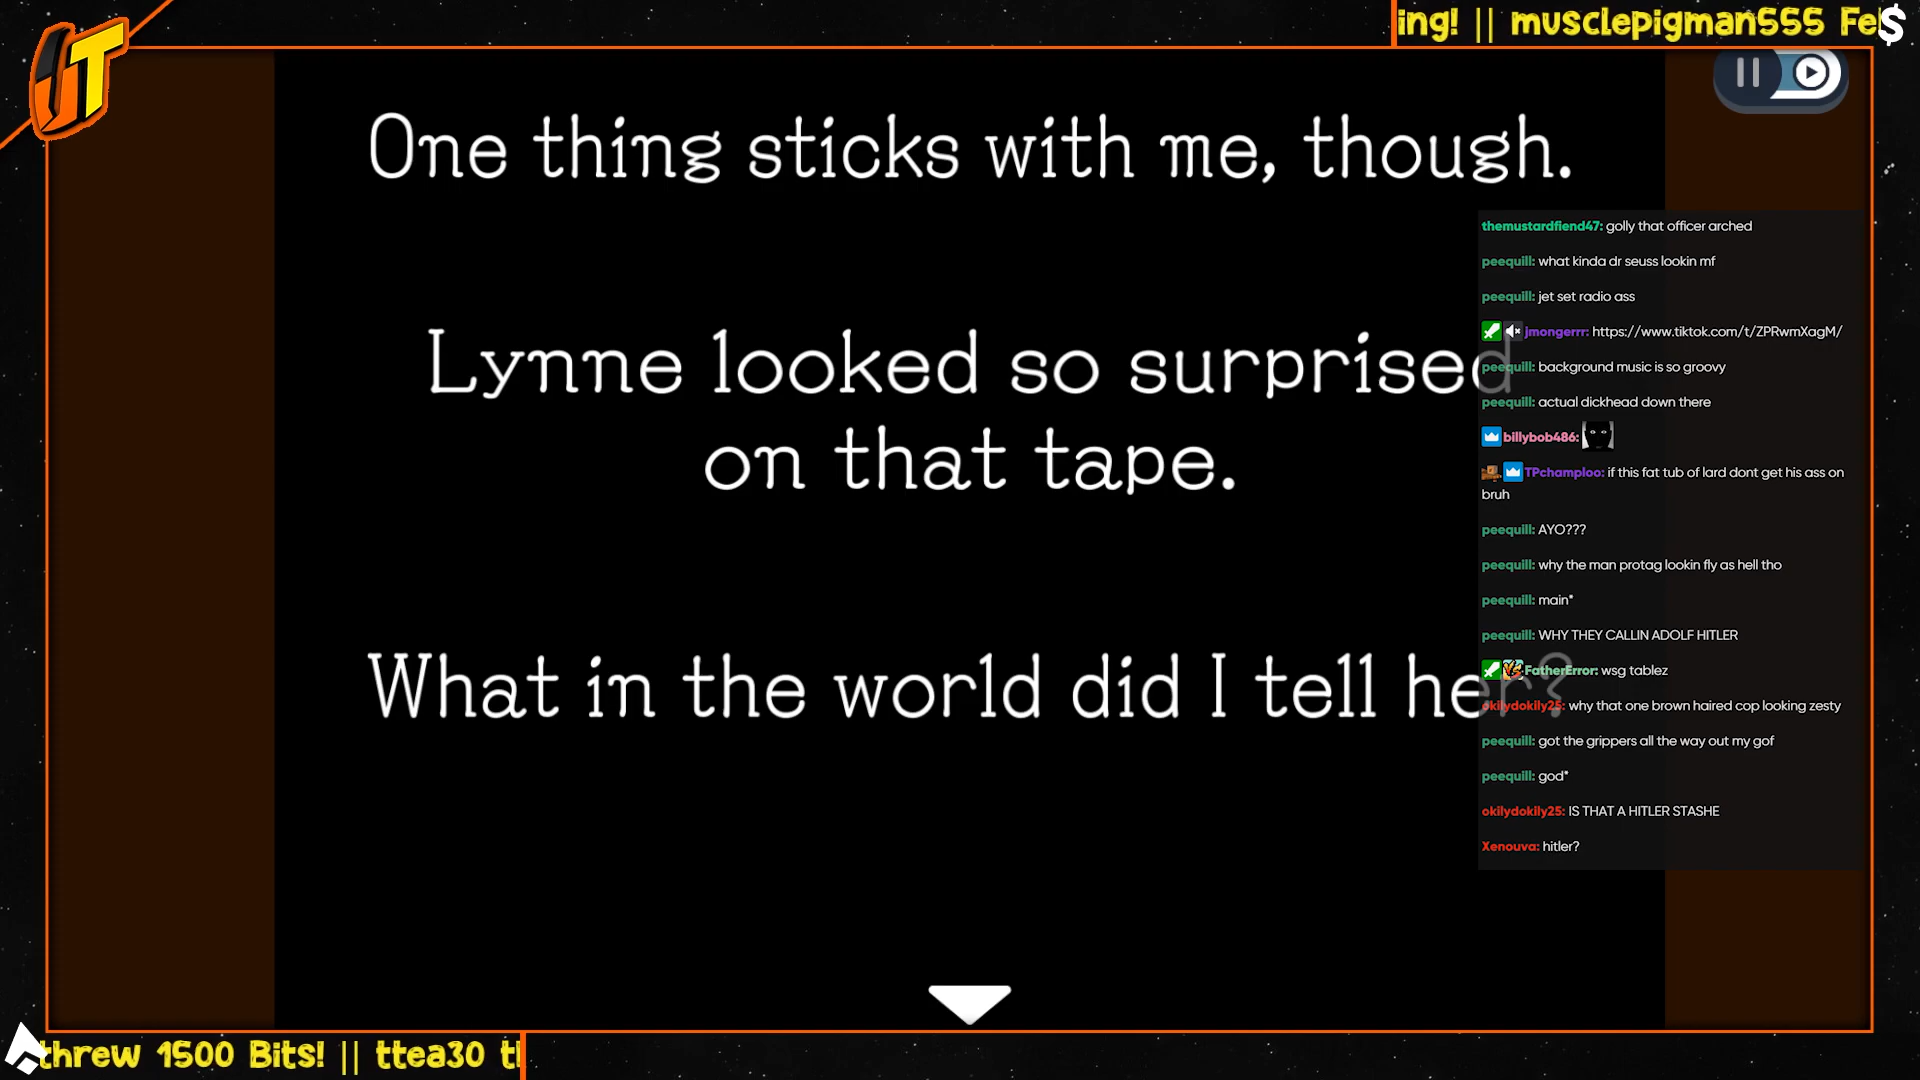 ing! || musclepigman555 Fe
$
JT
One thing sticks with me, though.
Lynne looked so surprised
on that tape.
What in the world did I tell her?
themustardfiend47: golly that officer arched
peequill: what kinda dr seuss lookin mf
peequill: jet set radio ass
jmongerrr: https://www.tiktok.com/t/ZPRwmXagM/
peequill: background music is so groovy
peequill: actual dickhead down there
billybob486:
TPchamploo: if this fat tub of lard dont get his ass on
bruh
peequill: AYO???
peequill: why the man protag lookin fly as hell tho
peequill: main*
peequill: WHY THEY CALLIN ADOLF HITLER
FatherError: wsg tablez
okilydokily25: why that one brown haired cop looking zesty
peequill: got the grippers all the way out my gof
peequill: god*
okilydokily25: IS THAT A HITLER STASHE
Xenouva: hitler?
threw 1500 Bits! || ttea30 t